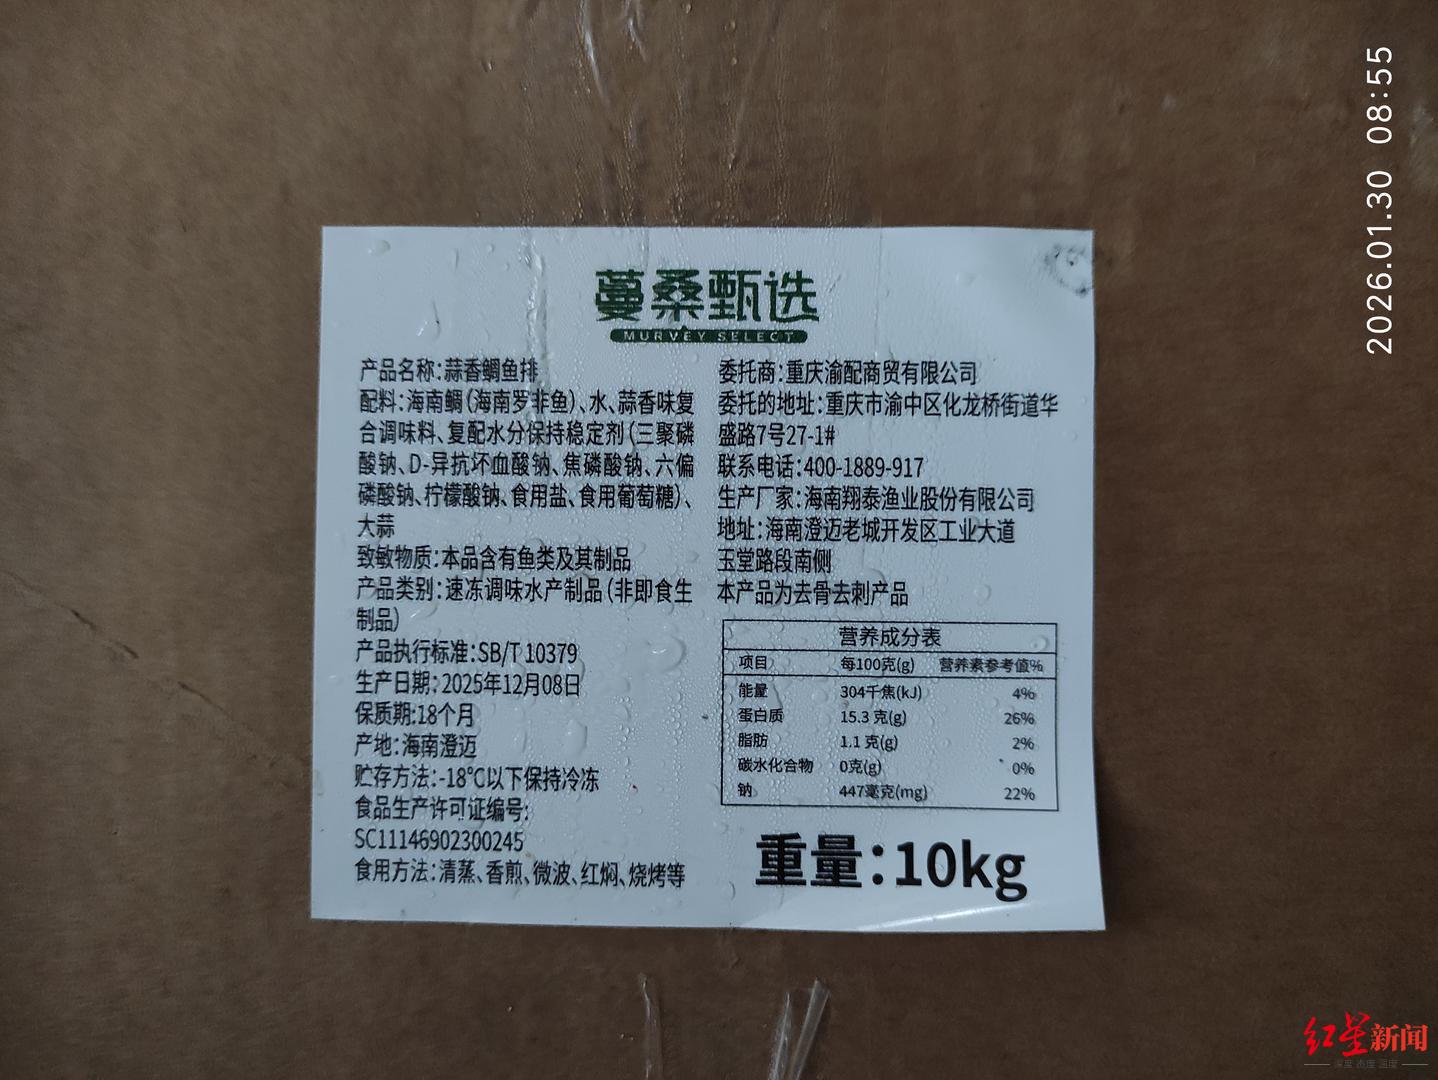 2026.01.30 08:55
蔓桑甄选
MURVEY SELECT
产品名称:蒜香鲷鱼排
配料:海南鲷(海南罗非鱼)、水、蒜香味复
合调味料、复配水分保持稳定剂(三聚磷
酸钠、D-异抗坏血酸钠、焦磷酸钠、六偏
磷酸钠、柠檬酸钠、食用盐、食用葡萄糖)、
大蒜
致敏物质:本品含有鱼类及其制品
产品类别:速冻调味水产制品(非即食生
制品)
产品执行标准:SB/T 10379
生产日期:2025年12月08日
保质期:18个月
产地:海南澄迈
贮存方法:-18℃以下保持冷冻
食品生产许可证编号:
SC11146902300245
食用方法:清蒸、香煎、微波、红焖、烧烤等
委托商:重庆渝配商贸有限公司
委托的地址:重庆市渝中区化龙桥街道华
盛路7号27-1#
联系电话:400-1889-917
生产厂家:海南翔泰渔业股份有限公司
地址:海南澄迈老城开发区工业大道
玉堂路段南侧
本产品为去骨去刺产品
营养成分表
项目 每100克(g) 营养素参考值%
能量 304千焦(kJ) 4%
蛋白质 15.3 克(g) 26%
脂肪 1.1 克(g) 2%
碳水化合物 0克(g) 0%
钠 447毫克(mg) 22%
重量:10kg
红星新闻
深度 态度 温度